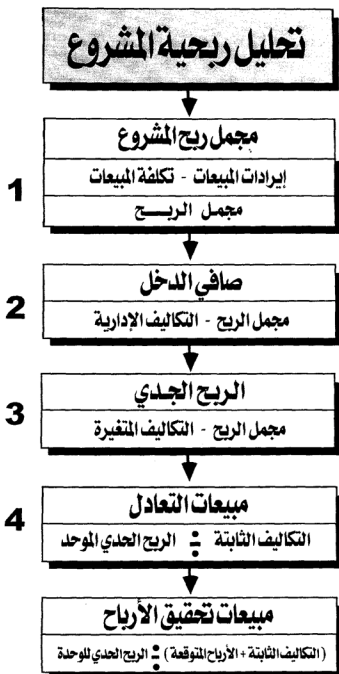 تحليل ربحية المشروع
1
مجمل ربح المشروع
إيرادات المبيعات - تكلفة المبيعات
مجمل الربـــح
2
صافي الدخل
مجمل الربح - التكاليف الإدارية
3
الربح الجدي
مجمل الربح - التكاليف المتغيرة
4
مبيعات التعادل
التكاليف الثابتة ÷ الربح الحدي الموحد
مبيعات تحقيق الأرباح
(التكاليف الثابتة + الأرباح المتوقعة) ÷ الربح الحدي للوحدة